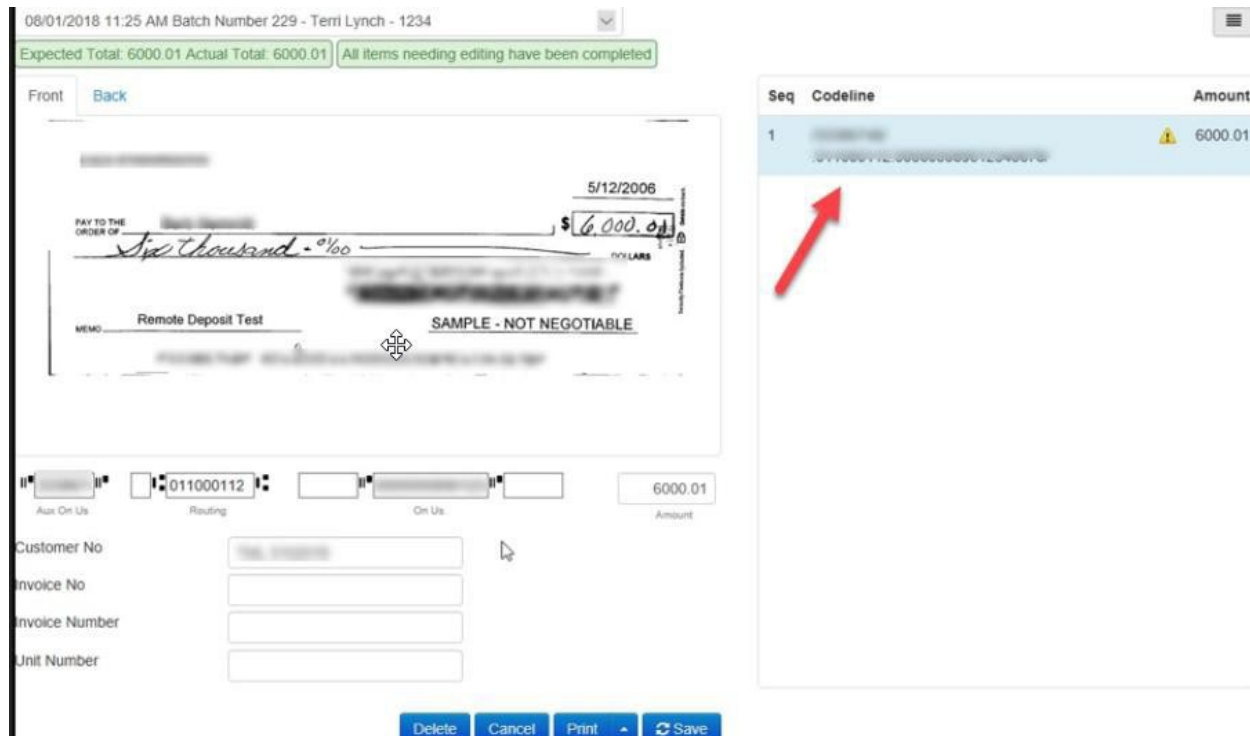 08/01/2018 11:25 AM Batch Number 229 - Terri Lynch - 1234
Expected Total: 6000.01 Actual Total: 6000.01 All items needing editing have been completed
Front Back
5/12/2006
PAY TO THE
ORDER OF
$ 6,000.01
Six thousand - 01/00
DOLLARS
MEMO Remote Deposit Test SAMPLE - NOT NEGOTIABLE
011000112 6000.01
Aux On Us Routing On Us Amount
Customer No
Invoice No
Invoice Number
Unit Number
Delete Cancel Print Save
Seq Codeline Amount
1 6000.01